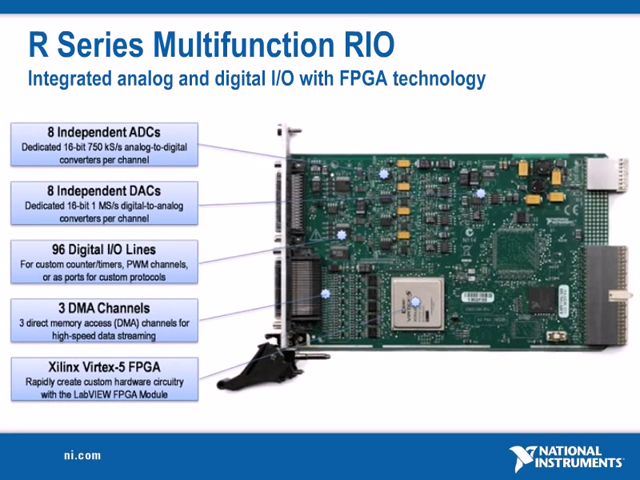 R Series Multifunction RIO
Integrated analog and digital I/O with FPGA technology
8 Independent ADCs
Dedicated 16-bit 750 kS/s analog-to-digital
converters per channel
8 Independent DACs
Dedicated 16-bit 1 MS/s digital-to-analog
converters per channel
96 Digital I/O Lines
For custom counter/timers, PWM channels,
or as ports for custom protocols
3 DMA Channels
3 direct memory access (DMA) channels for
high-speed data streaming
Xilinx Virtex-5 FPGA
Rapidly create custom hardware circuitry
with the LabVIEW FPGA Module
ni.com
NATIONAL
INSTRUMENTS